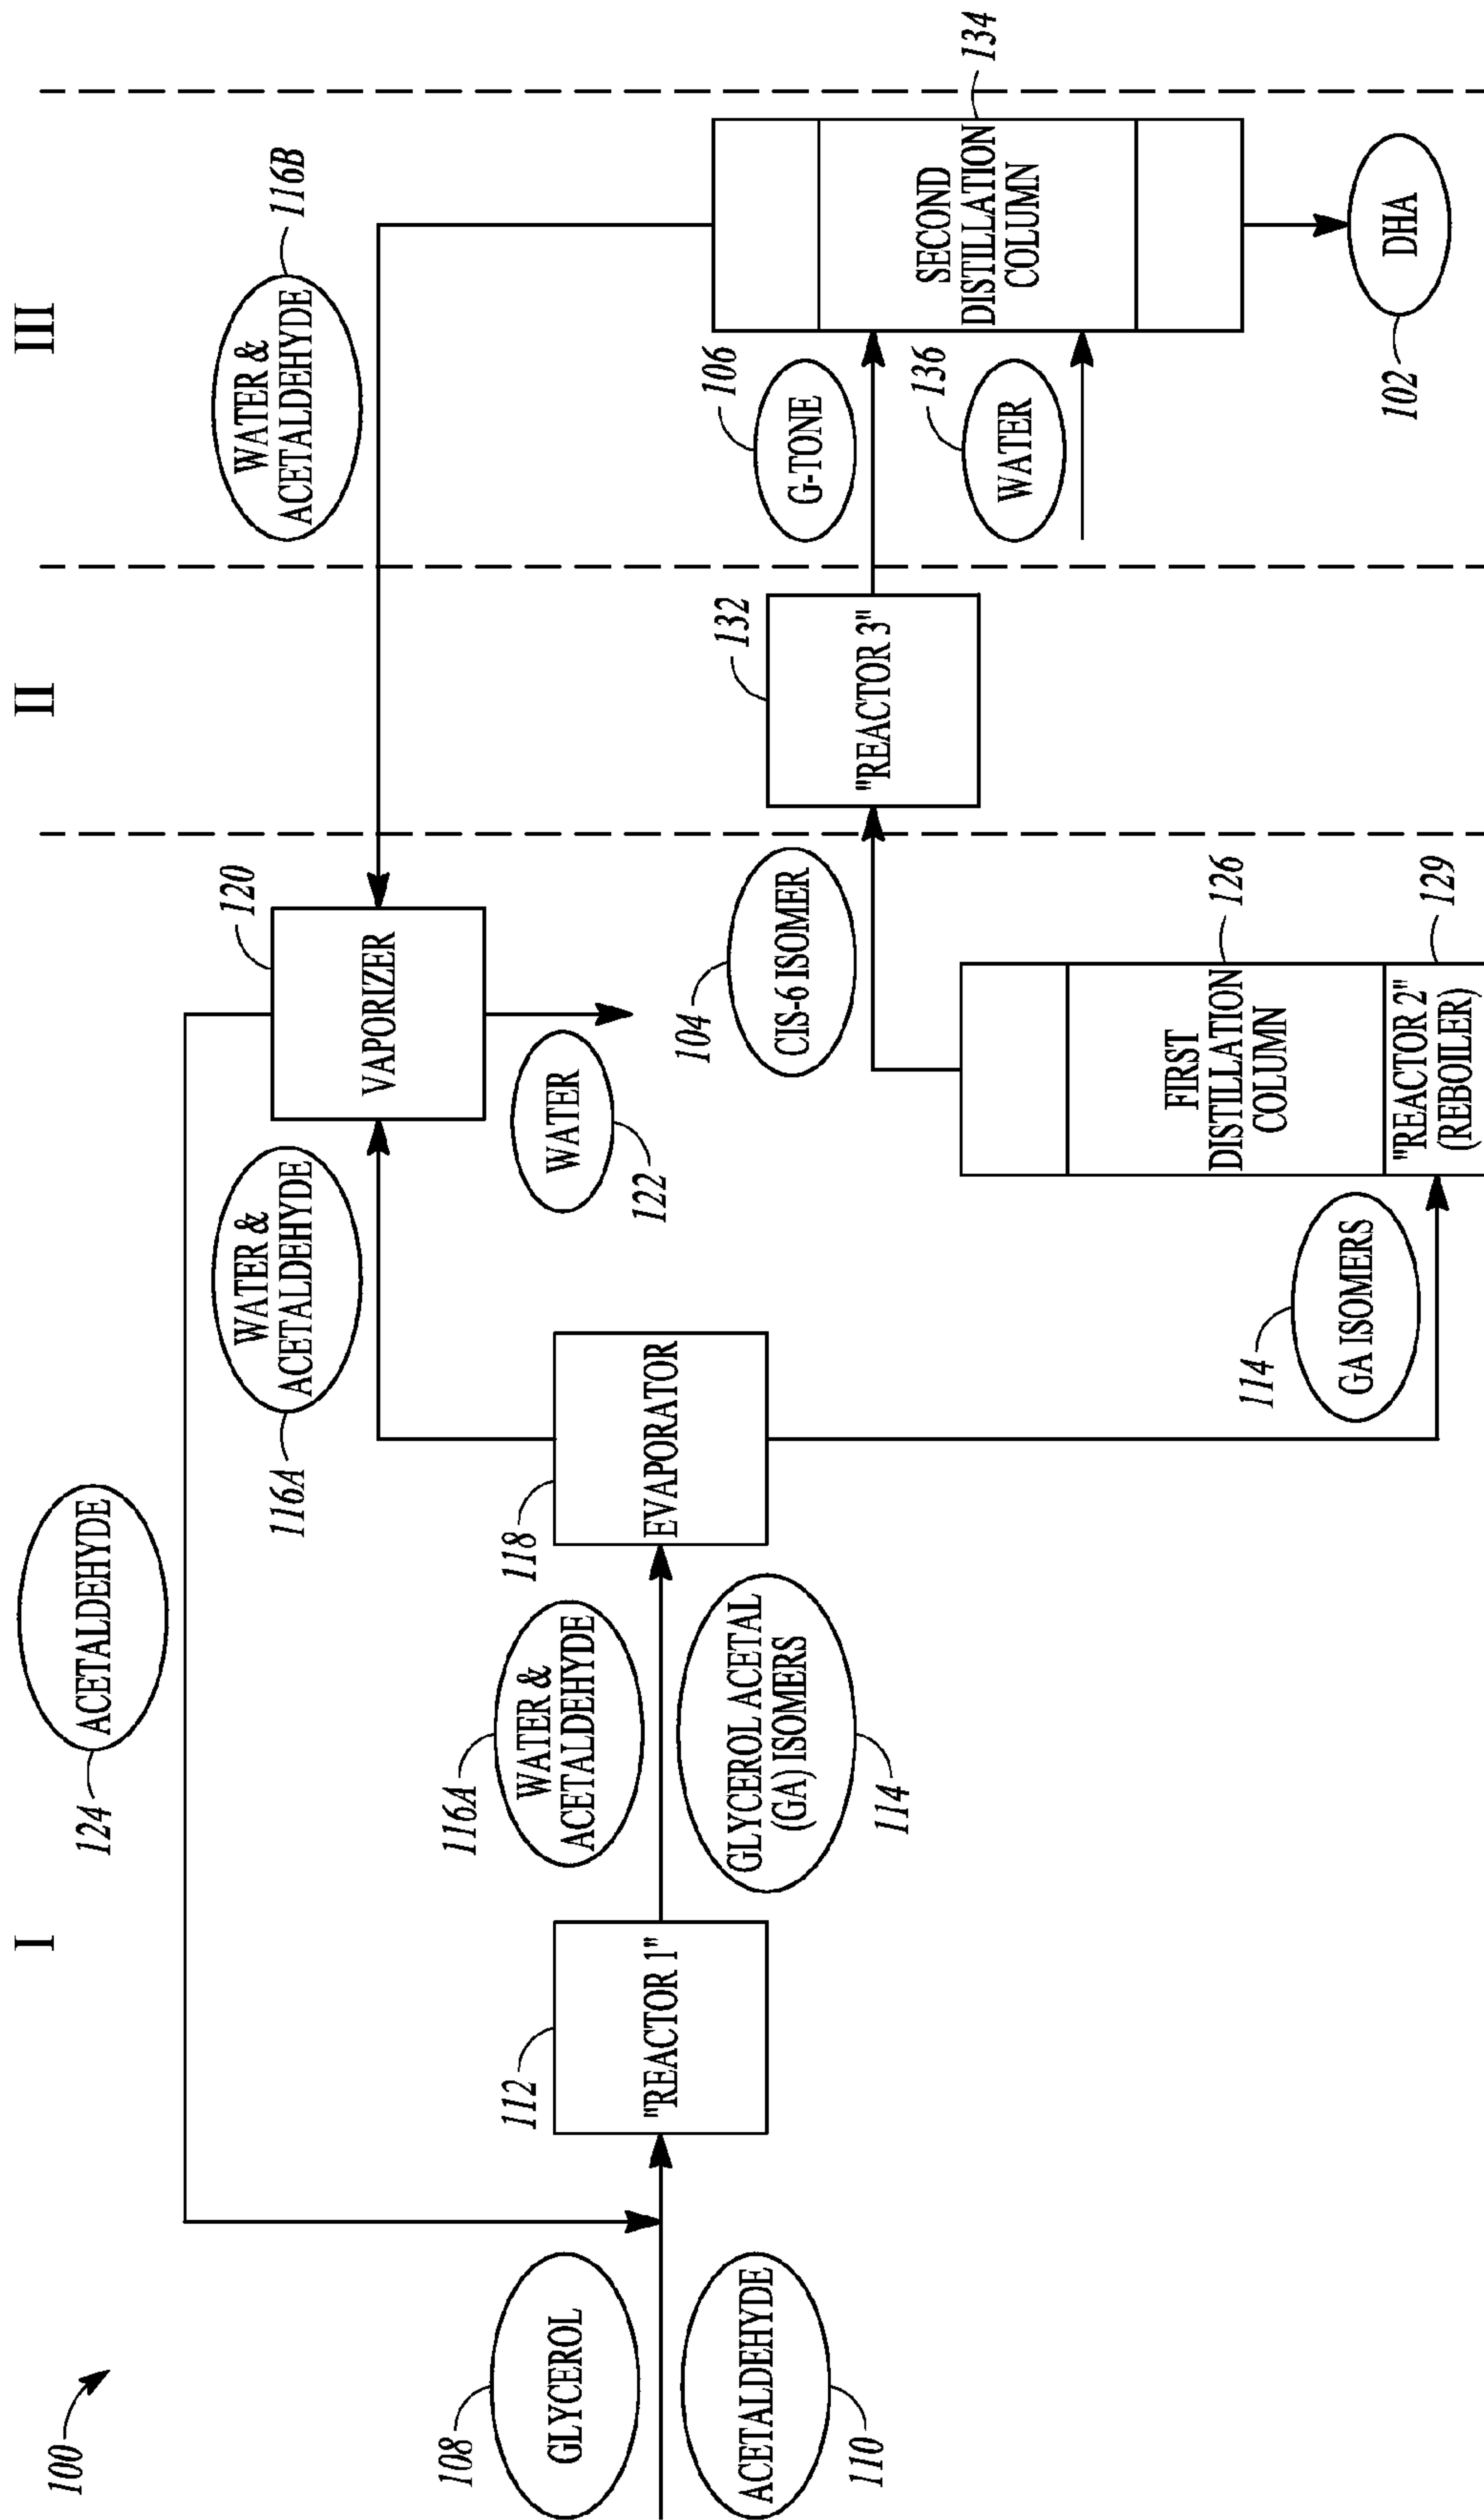 100
I
II
III
124
ACETALDEHYDE
116A
WATER &
ACETALDEHYDE
120
VAPORIZER
116B
WATER &
ACETALDEHYDE
122
WATER
108
GLYCEROL
ACETALDEHYDE
110
112
"REACTOR 1"
116A
WATER &
ACETALDEHYDE
GLYCEROL ACETAL
(GA) ISOMERS
114
118
EVAPORATOR
104
CIS-6 ISOMER
132
"REACTOR 3"
106
G-TONE
136
WATER
SECOND
DISTILLATION
COLUMN
134
114
GA ISOMERS
FIRST
DISTILLATION
COLUMN
126
"REACTOR 2"
(REBOILER)
129
102
DHA